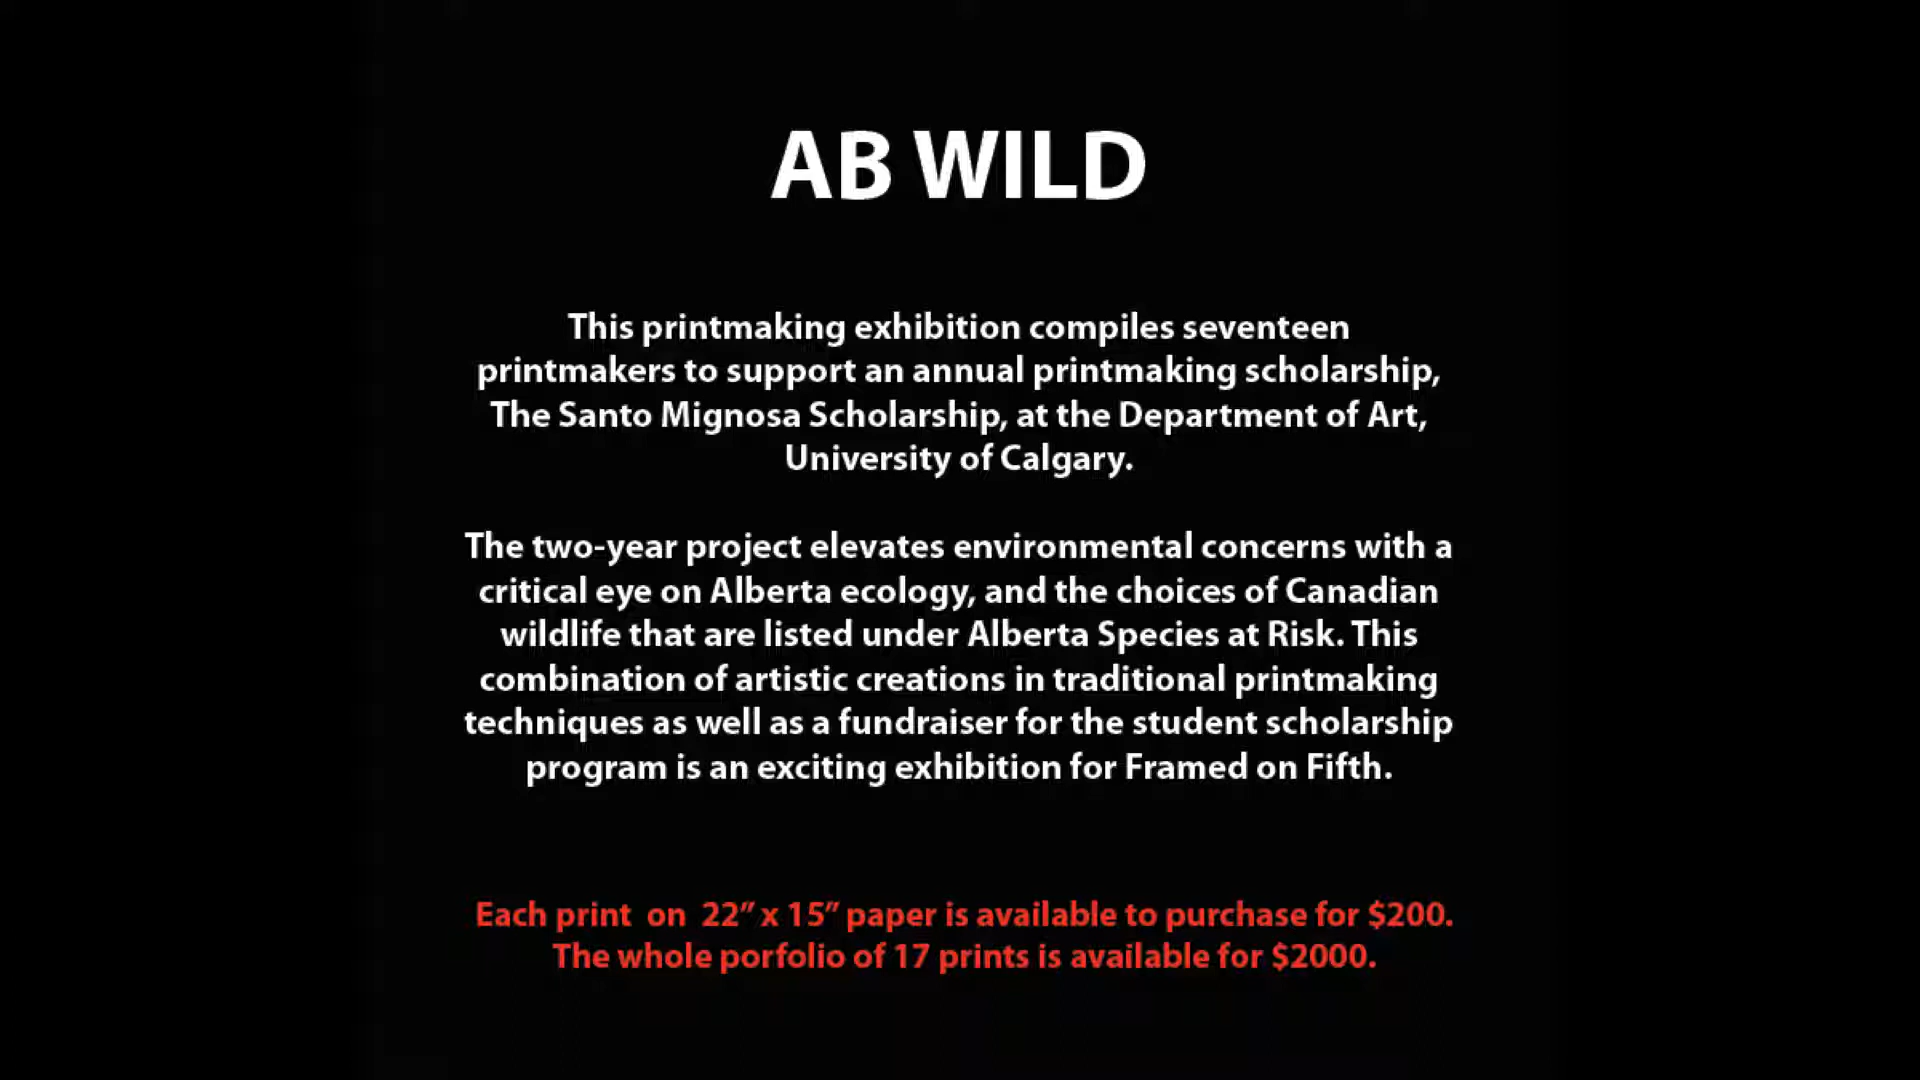 AB WILD
This printmaking exhibition compiles seventeen
printmakers to support an annual printmaking scholarship,
The Santo Mignosa Scholarship, at the Department of Art,
University of Calgary.
The two-year project elevates environmental concerns with a
critical eye on Alberta ecology, and the choices of Canadian
wildlife that are listed under Alberta Species at Risk. This
combination of artistic creations in traditional printmaking
techniques as well as a fundraiser for the student scholarship
program is an exciting exhibition for Framed on Fifth.
Each print on 22” x 15” paper is available to purchase for $200.
The whole porfolio of 17 prints is available for $2000.